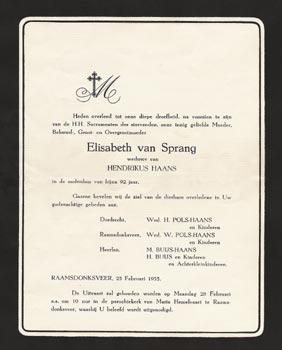 Heden overleed tot onze diepe droefheid, na voorzien te zijn
van de H.H. Sacramenten der stervenden, onze innig geliefde Moeder,
Behuwd-, Groot- en Overgrootmoeder
Elisabeth van Sprang
weduwe van
HENDRIKUS HAANS
in de ouderdom van bijna 92 jaar.
Gaarne bevelen wij de ziel van de dierbare overledene in Uw
godvruchtige gebeden aan.
Dordrecht, Wed. H. POLS-HAANS
en Kinderen
Raamsdonksveer, Wed. W. POLS-HAANS
en Kinderen
Heerlen, M. BUIJS-HAANS
H. BUIJS en Kinderen
en Achterkleinkinderen.
RAAMSDONKSVEER, 25 Februari 1955.
De Uitvaart zal gehouden worden op Maandag 28 Februari
a.s. om 10 uur in de parochiekerk van Maria Hemelvaart te Raams-
donksveer, waarbij U beleefd wordt uitgenodigd.